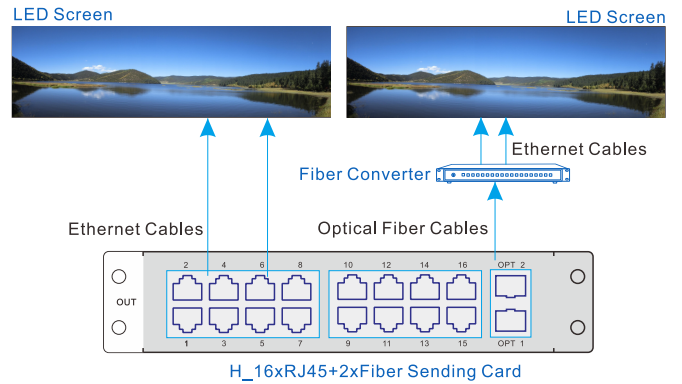 LED Screen
LED Screen
Ethernet Cables
Fiber Converter
Ethernet Cables
Optical Fiber Cables
2 4 6 8 10 12 14 16 OPT 2
OUT
1 3 5 7 9 11 13 15 OPT 1
H_16xRJ45+2xFiber Sending Card